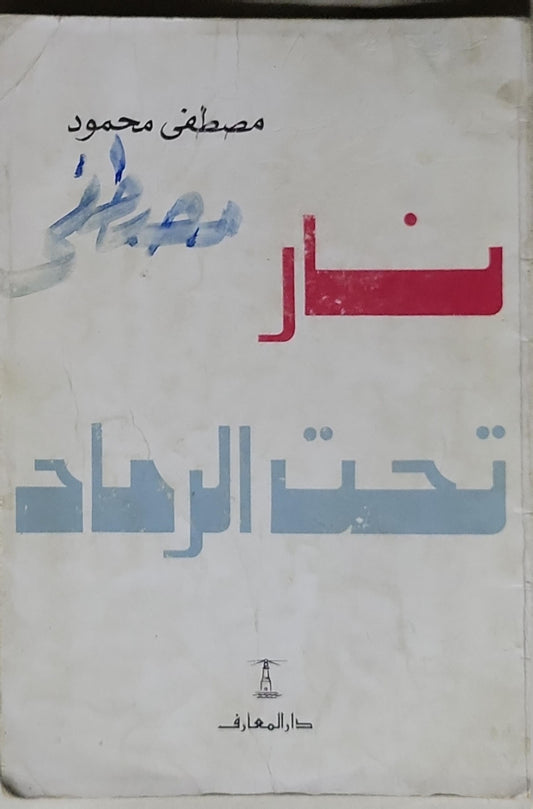 مصطفى محمود
مصطفى
نار
تحت الرماد
دار المعارف